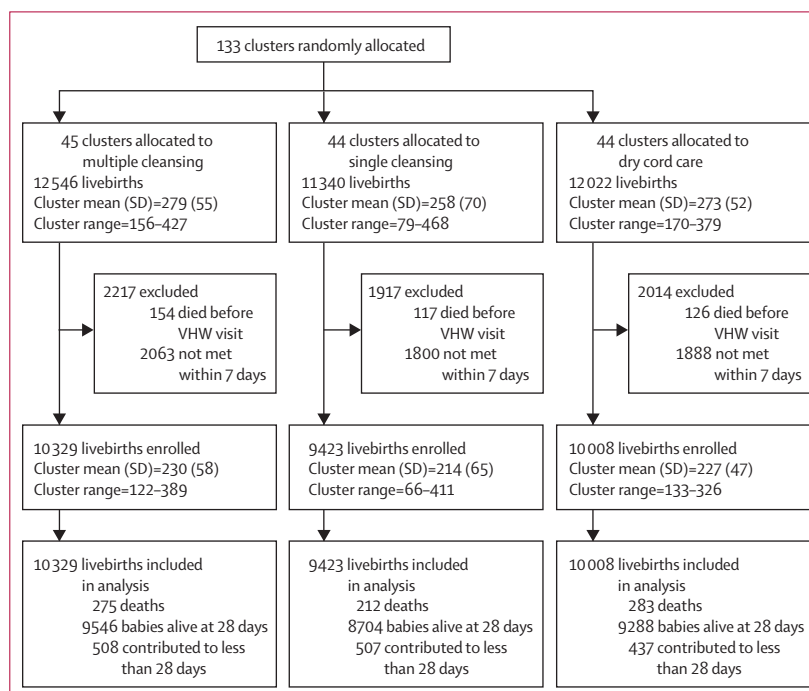 133 clusters randomly allocated
45 clusters allocated to
multiple cleansing
12 546 livebirths
Cluster mean (SD)=279 (55)
Cluster range=156–427
44 clusters allocated to
single cleansing
11 340 livebirths
Cluster mean (SD)=258 (70)
Cluster range=79–468
44 clusters allocated to
dry cord care
12 022 livebirths
Cluster mean (SD)=273 (52)
Cluster range=170–379
2217 excluded
154 died before
VHW visit
2063 not met
within 7 days
1917 excluded
117 died before
VHW visit
1800 not met
within 7 days
2014 excluded
126 died before
VHW visit
1888 not met
within 7 days
10 329 livebirths enrolled
Cluster mean (SD)=230 (58)
Cluster range=122–389
9423 livebirths enrolled
Cluster mean (SD)=214 (65)
Cluster range=66–411
10 008 livebirths enrolled
Cluster mean (SD)=227 (47)
Cluster range=133–326
10 329 livebirths included
in analysis
275 deaths
9546 babies alive at 28 days
508 contributed to less
than 28 days
9423 livebirths included
in analysis
212 deaths
8704 babies alive at 28 days
507 contributed to less
than 28 days
10 008 livebirths included
in analysis
283 deaths
9288 babies alive at 28 days
437 contributed to less
than 28 days